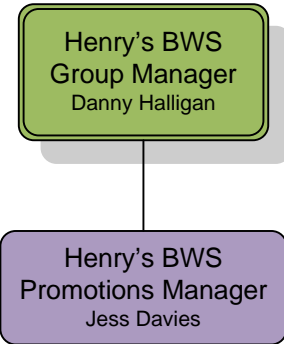 Henry’s BWS
Group Manager
Danny Halligan
Henry’s BWS
Promotions Manager
Jess Davies